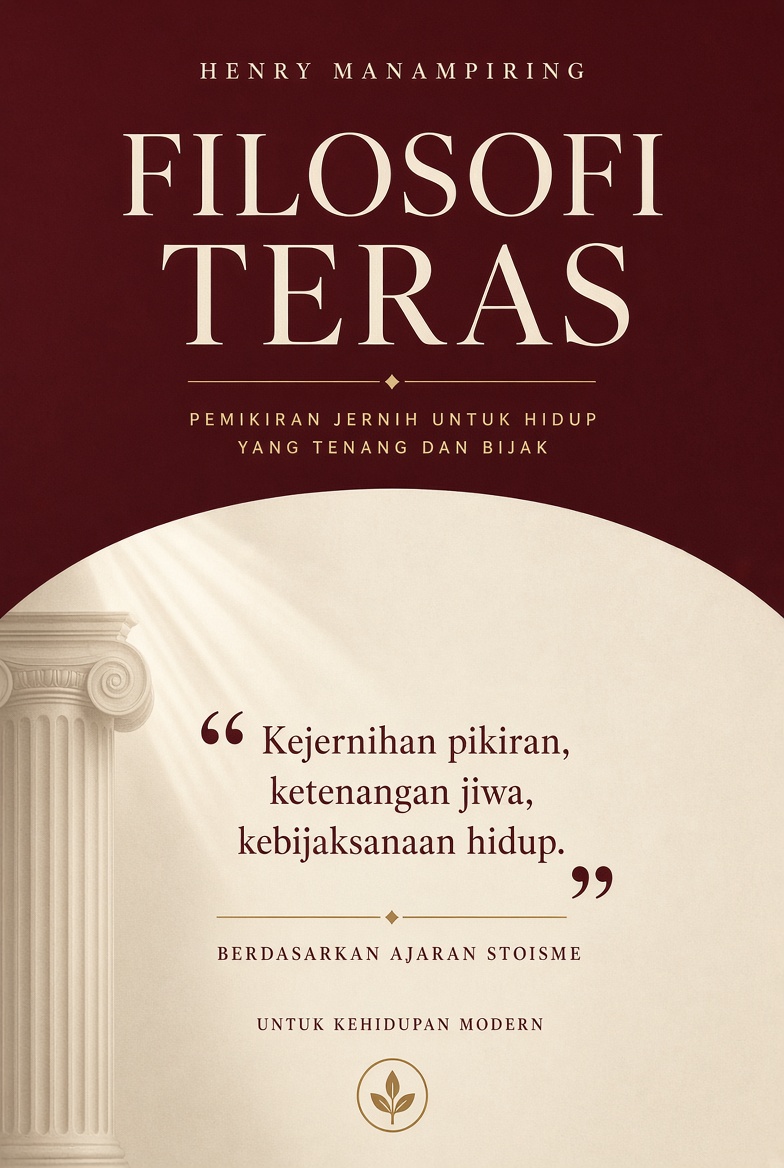 HENRY MANAMPIRING
FILOSOFI
TERAS
PEMIKIRAN JERNIH UNTUK HIDUP
YANG TENANG DAN BIJAK
“ Kejernihan pikiran,
ketenangan jiwa,
kebijaksanaan hidup. ”
BERDASARKAN AJARAN STOISME
UNTUK KEHIDUPAN MODERN